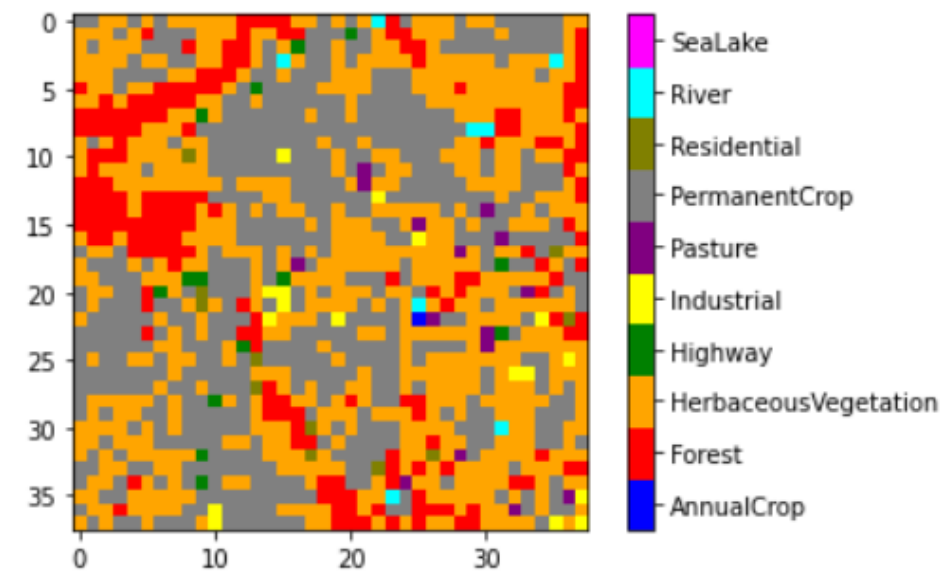 0
5
10
15
20
25
30
35
0 10 20 30
SeaLake
River
Residential
PermanentCrop
Pasture
Industrial
Highway
HerbaceousVegetation
Forest
AnnualCrop